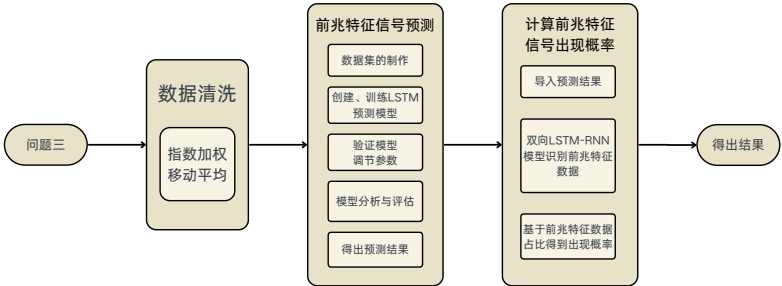 问题三
数据清洗
指数加权
移动平均
前兆特征信号预测
数据集的制作
创建、训练LSTM
预测模型
验证模型
调节参数
模型分析与评估
得出预测结果
计算前兆特征
信号出现概率
导入预测结果
双向LSTM-RNN
模型识别前兆特征
数据
基于前兆特征数据
占比得到出现概率
得出结果